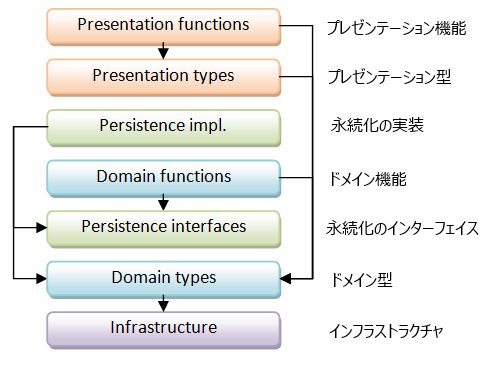 Presentation functions プレゼンテーション機能
Presentation types プレゼンテーション型
Persistence impl. 永続化の実装
Domain functions ドメイン機能
Persistence interfaces 永続化のインターフェイス
Domain types ドメイン型
Infrastructure インフラストラクチャ